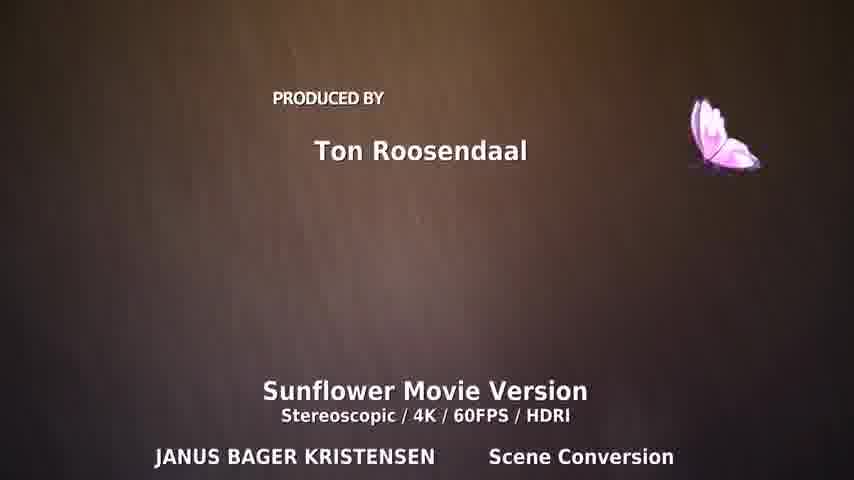 PRODUCED BY
Ton Roosendaal
Sunflower Movie Version
Stereoscopic / 4K / 60FPS / HDRI
JANUS BAGER KRISTENSEN Scene Conversion